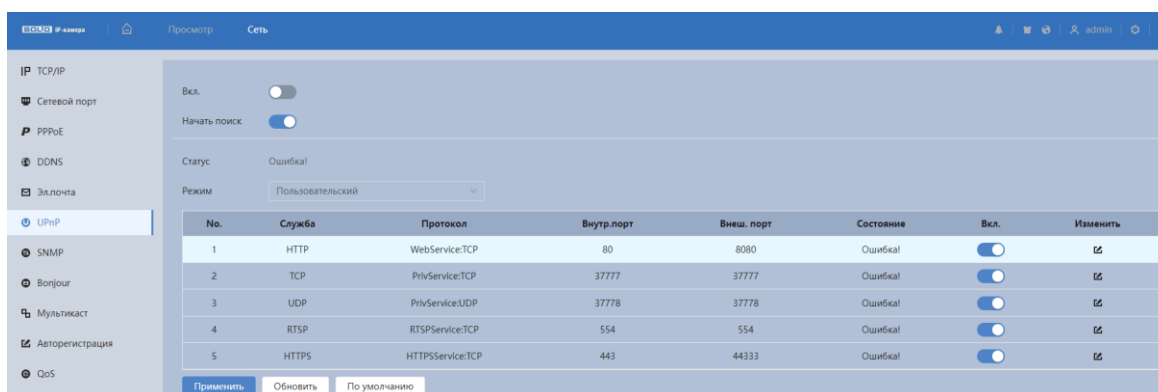 BOLID IP-камера Просмотр Сеть admin
IP TCP/IP
Сетевой порт
PPPoE
DDNS
Эл.почта
UPnP
SNMP
Bonjour
Мультикаст
Авторегистрация
QoS
Вкл.
Начать поиск
Статус Ошибка!
Режим Пользовательский
No. Служба Протокол Внутр.порт Внеш. порт Состояние Вкл. Изменить
1 HTTP WebService:TCP 80 8080 Ошибка!
2 TCP PrivService:TCP 37777 37777 Ошибка!
3 UDP PrivService:UDP 37778 37778 Ошибка!
4 RTSP RTSPService:TCP 554 554 Ошибка!
5 HTTPS HTTPSService:TCP 443 44333 Ошибка!
Применить Обновить По умолчанию